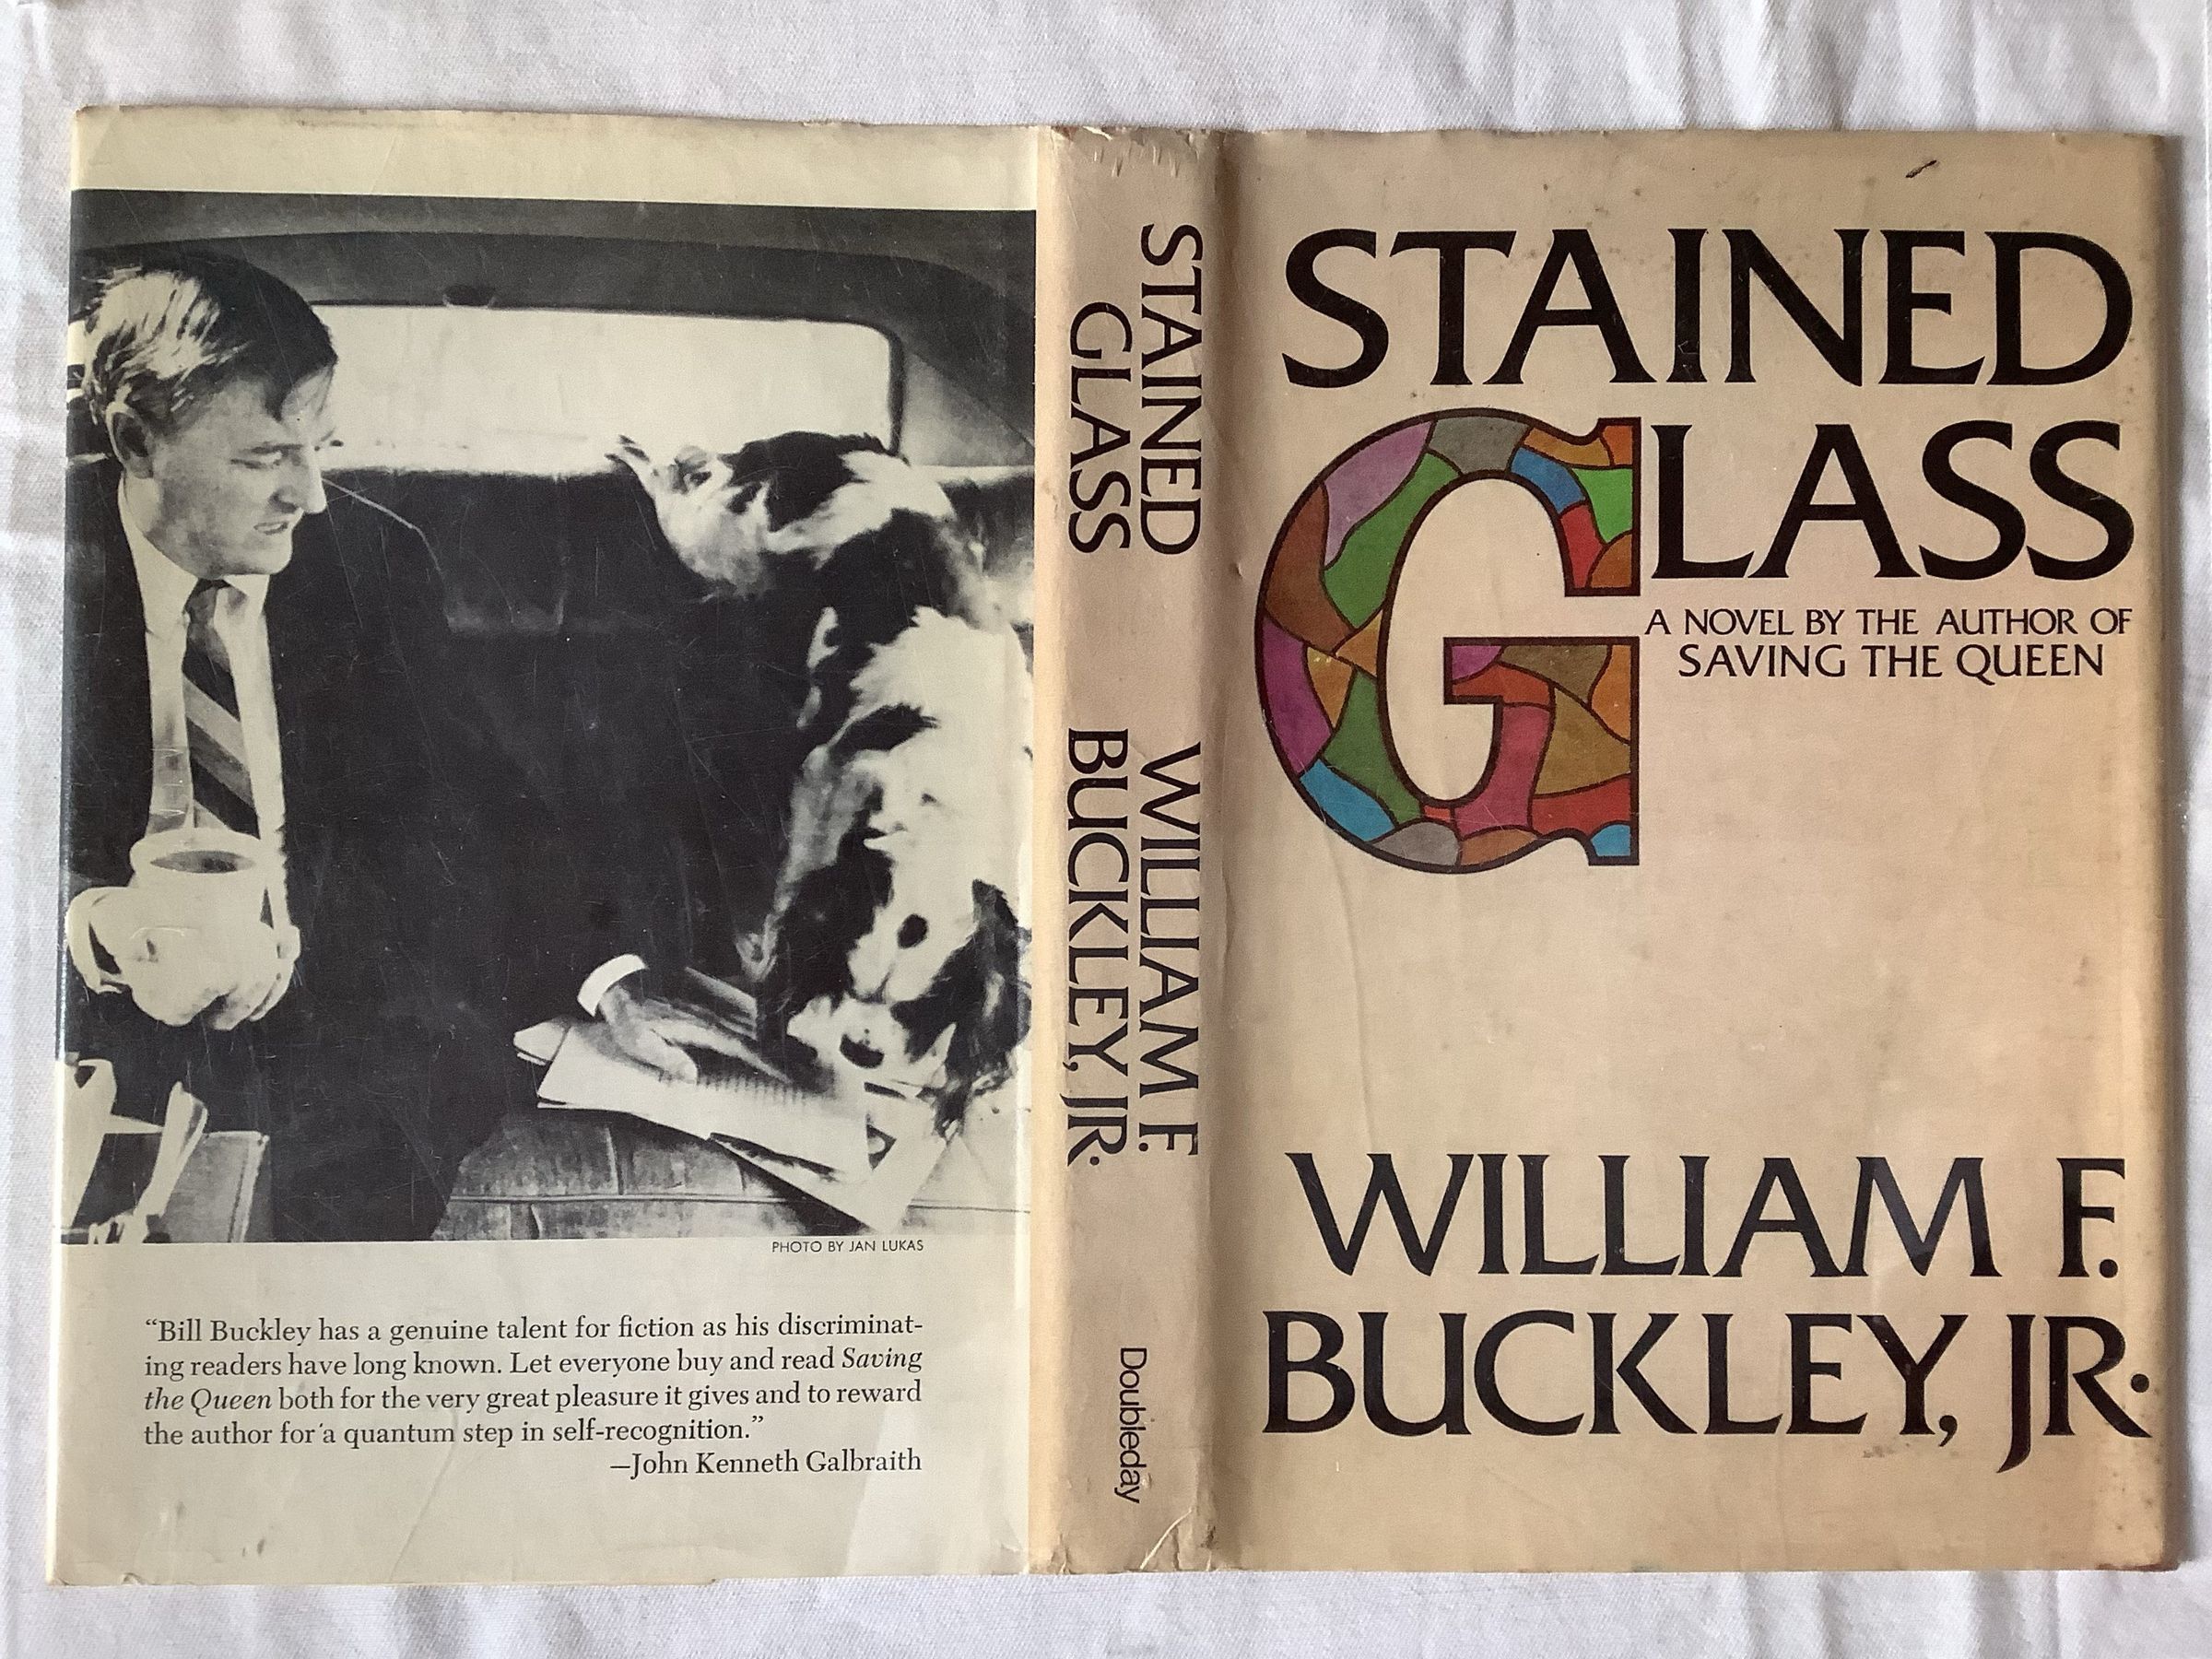 PHOTO BY JAN LUKAS
“Bill Buckley has a genuine talent for fiction as his discriminat-
ing readers have long known. Let everyone buy and read Saving
the Queen both for the very great pleasure it gives and to reward
the author for a quantum step in self-recognition.”
—John Kenneth Galbraith
STAINED
GLASS
WILLIAM F.
BUCKLEY, JR.
Doubleday
STAINED
GLASS
A NOVEL BY THE AUTHOR OF
SAVING THE QUEEN
WILLIAM F.
BUCKLEY, JR.